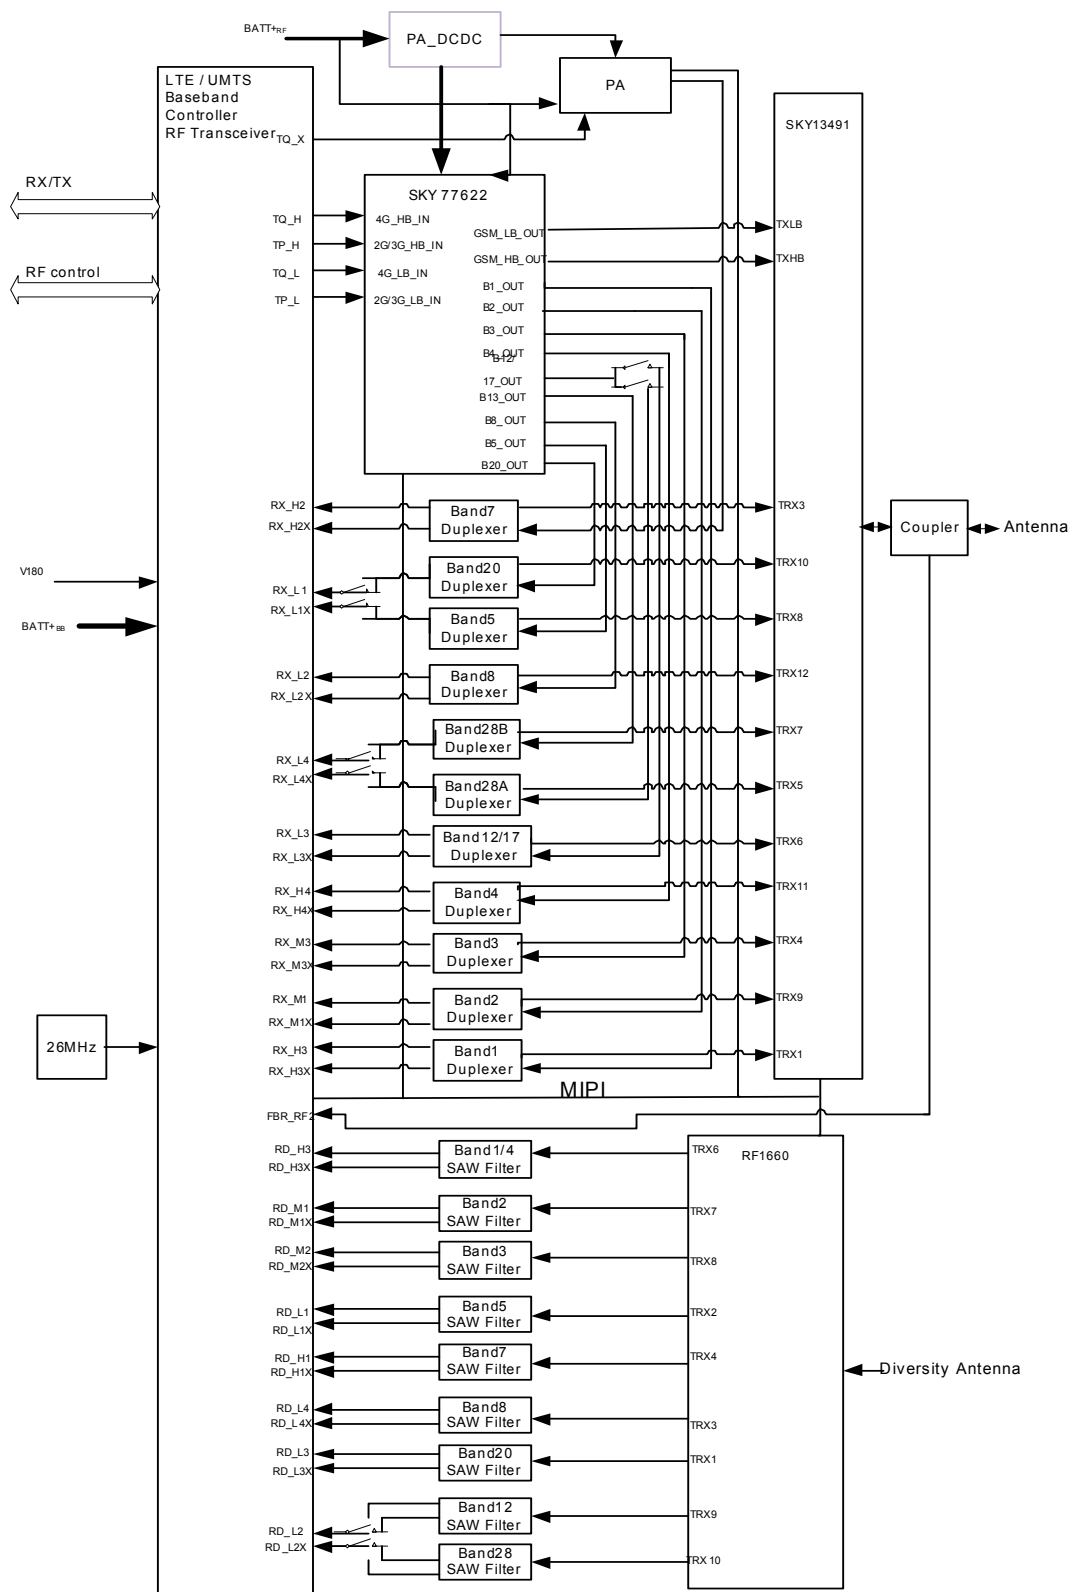 BATT+RF
PA_DCDC
PA
LTE / UMTS
Baseband
Controller
RF Transceiver
TQ_X
SKY13491
RX/TX
SKY 77622
TQ_H
4G_HB_IN
TP_H
2G/3G_HB_IN
TQ_L
4G_LB_IN
TP_L
2G/3G_LB_IN
RF control
GSM_LB_OUT
GSM_HB_OUT
B1_OUT
B2_OUT
B3_OUT
B4_OUT
B12/
17_OUT
B13_OUT
B8_OUT
B5_OUT
B20_OUT
TXLB
TXHB
RX_H2
RX_H2X
Band7
Duplexer
TRX3
Coupler
Antenna
V180
BATT+BB
RX_L1
RX_L1X
Band20
Duplexer
TRX10
Band5
Duplexer
TRX8
RX_L2
RX_L2X
Band8
Duplexer
TRX12
RX_L4
RX_L4X
Band28B
Duplexer
TRX7
Band28A
Duplexer
TRX5
RX_L3
RX_L3X
Band12/17
Duplexer
TRX6
RX_H4
RX_H4X
Band4
Duplexer
TRX11
RX_M3
RX_M3X
Band3
Duplexer
TRX4
RX_M1
RX_M1X
Band2
Duplexer
TRX9
26MHz
RX_H3
RX_H3X
Band1
Duplexer
TRX1
MIPI
FBR_RF2
RD_H3
RD_H3X
Band1/4
SAW Filter
TRX6
RF1660
RD_M1
RD_M1X
Band2
SAW Filter
TRX7
RD_M2
RD_M2X
Band3
SAW Filter
TRX8
RD_L1
RD_L1X
Band5
SAW Filter
TRX2
RD_H1
RD_H1X
Band7
SAW Filter
TRX4
Diversity Antenna
RD_L4
RD_L4X
Band8
SAW Filter
TRX3
RD_L3
RD_L3X
Band20
SAW Filter
TRX1
RD_L2
RD_L2X
Band12
SAW Filter
TRX9
Band28
SAW Filter
TRX10